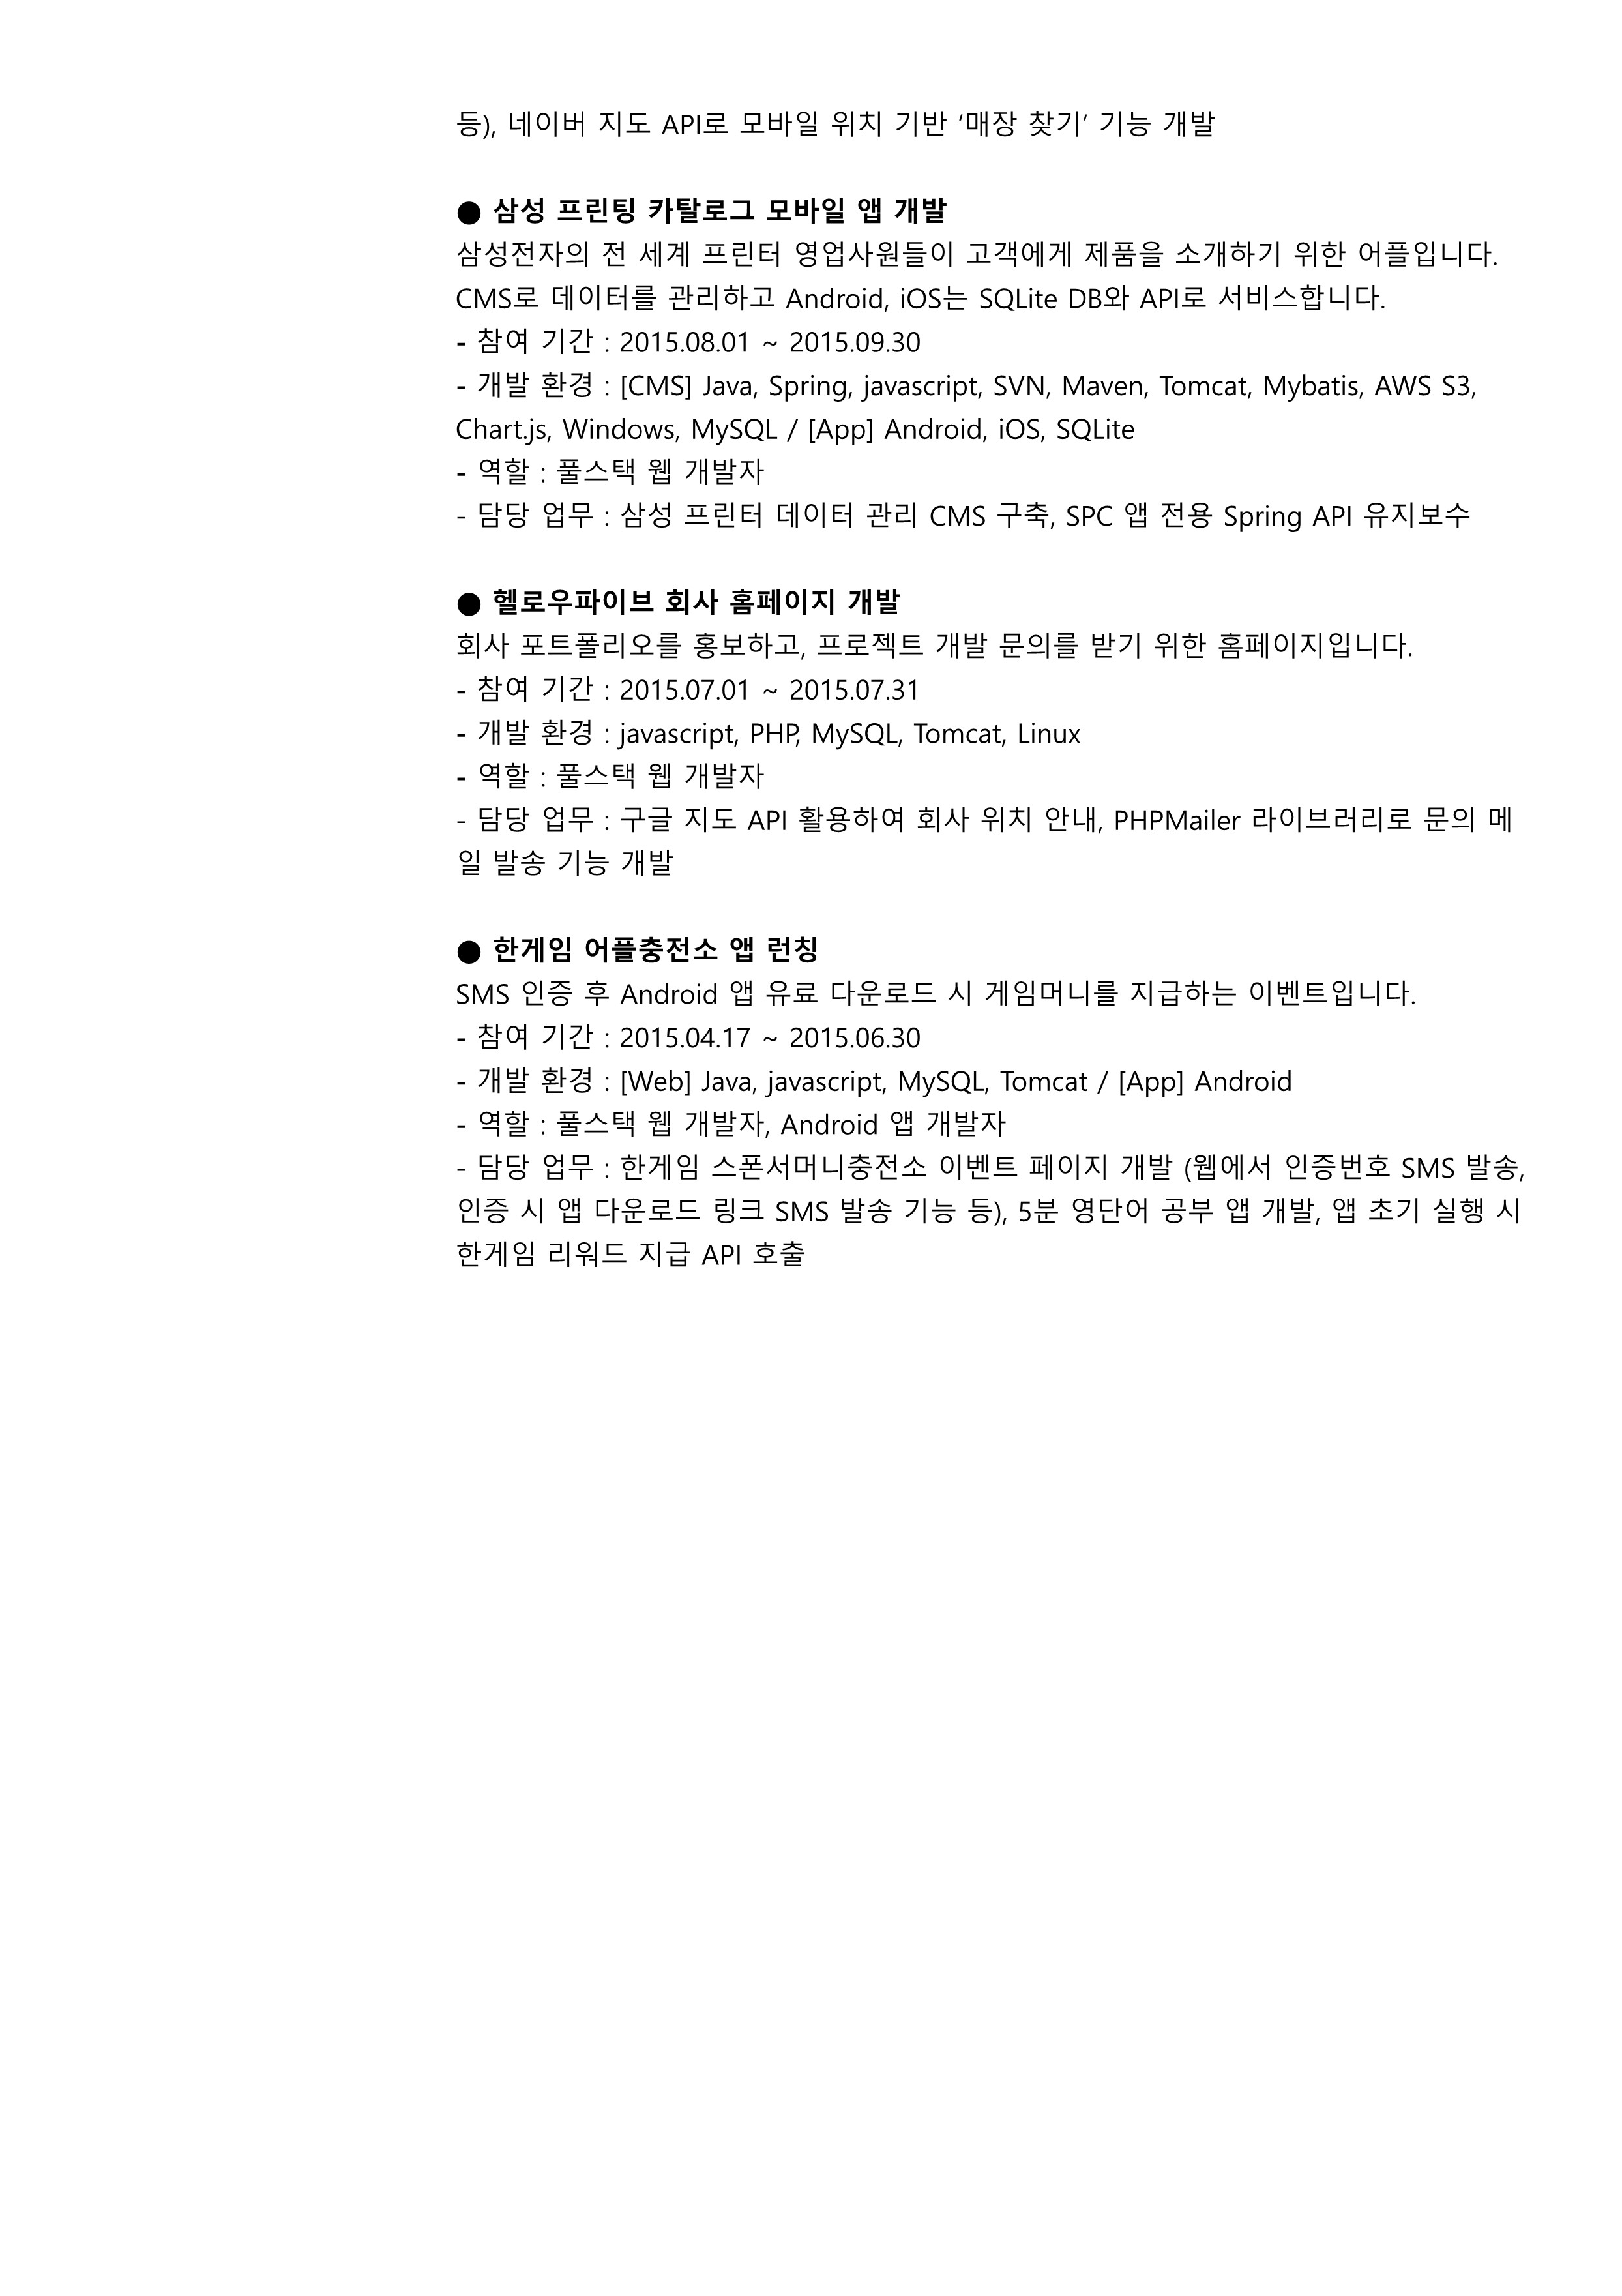 등), 네이버 지도 API로 모바일 위치 기반 ‘매장 찾기’ 기능 개발
● 삼성 프린팅 카탈로그 모바일 앱 개발
삼성전자의 전 세계 프린터 영업사원들이 고객에게 제품을 소개하기 위한 어플입니다.
CMS로 데이터를 관리하고 Android, iOS는 SQLite DB와 API로 서비스합니다.
- 참여 기간 : 2015.08.01 ~ 2015.09.30
- 개발 환경 : [CMS] Java, Spring, javascript, SVN, Maven, Tomcat, Mybatis, AWS S3,
Chart.js, Windows, MySQL / [App] Android, iOS, SQLite
- 역할 : 풀스택 웹 개발자
- 담당 업무 : 삼성 프린터 데이터 관리 CMS 구축, SPC 앱 전용 Spring API 유지보수
● 헬로우파이브 회사 홈페이지 개발
회사 포트폴리오를 홍보하고, 프로젝트 개발 문의를 받기 위한 홈페이지입니다.
- 참여 기간 : 2015.07.01 ~ 2015.07.31
- 개발 환경 : javascript, PHP, MySQL, Tomcat, Linux
- 역할 : 풀스택 웹 개발자
- 담당 업무 : 구글 지도 API 활용하여 회사 위치 안내, PHPMailer 라이브러리로 문의 메
일 발송 기능 개발
● 한게임 어플충전소 앱 런칭
SMS 인증 후 Android 앱 유료 다운로드 시 게임머니를 지급하는 이벤트입니다.
- 참여 기간 : 2015.04.17 ~ 2015.06.30
- 개발 환경 : [Web] Java, javascript, MySQL, Tomcat / [App] Android
- 역할 : 풀스택 웹 개발자, Android 앱 개발자
- 담당 업무 : 한게임 스폰서머니충전소 이벤트 페이지 개발 (웹에서 인증번호 SMS 발송,
인증 시 앱 다운로드 링크 SMS 발송 기능 등), 5분 영단어 공부 앱 개발, 앱 초기 실행 시
한게임 리워드 지급 API 호출